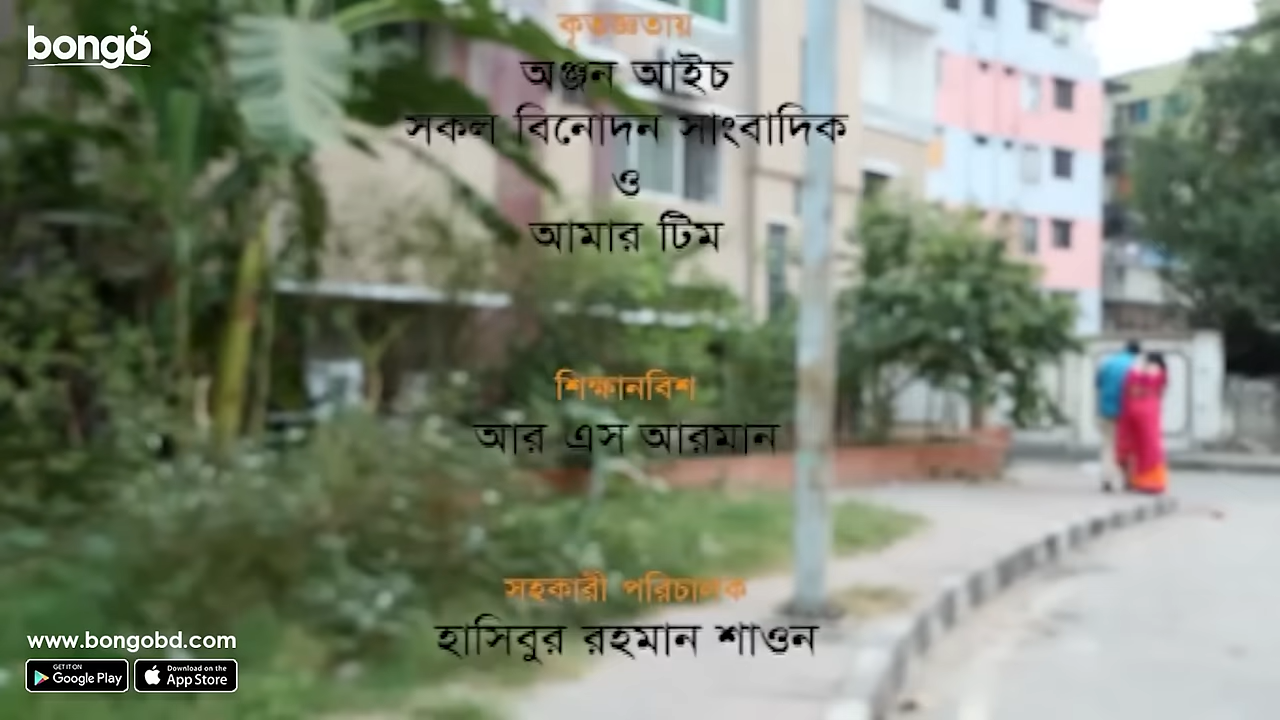 bongo
কৃতজ্ঞতায়
অঞ্জন আইচ
সকল বিনোদন সাংবাদিক
ও
আমার টিম
শিক্ষানবিশ
আর এস আরমান
সহকারী পরিচালক
হাসিবুর রহমান শাওন
www.bongobd.com
GET IT ON
Google Play
Download on the
App Store